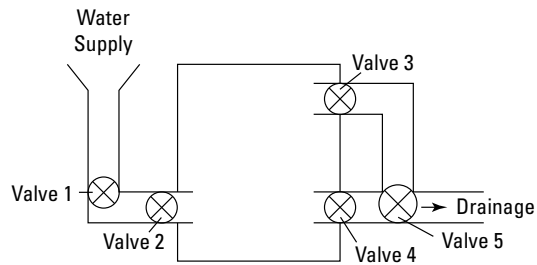 Water
Supply
Valve 3
Valve 1
Drainage
Valve 2
Valve 4
Valve 5